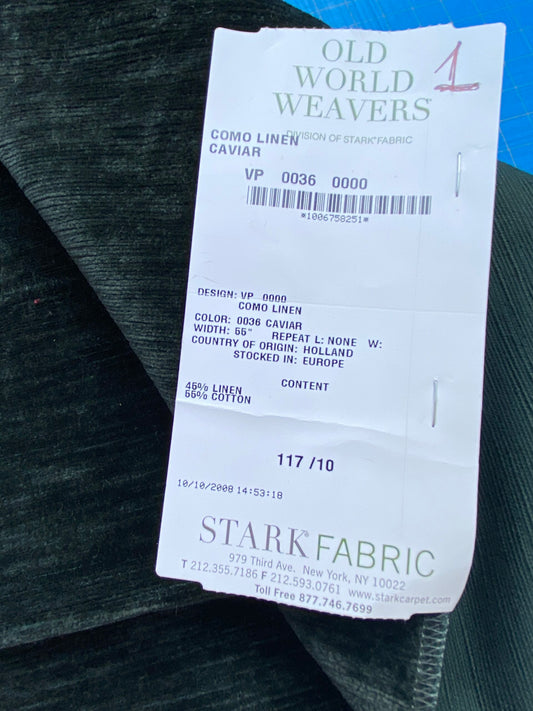 OLD
WORLD
WEAVERS
1
DIVISION OF STARK® FABRIC
COMO LINEN
CAVIAR
VP 0036 0000
*1006758251*
DESIGN: VP 0000
COMO LINEN
COLOR: 0036 CAVIAR
WIDTH: 55" REPEAT L: NONE W:
COUNTRY OF ORIGIN: HOLLAND
STOCKED IN: EUROPE
CONTENT
45% LINEN
55% COTTON
117 /10
10/10/2008 14:53:18
STARK® FABRIC
979 Third Ave. New York, NY 10022
T 212.355.7186 F 212.593.0761 www.starkcarpet.com
Toll Free 877.746.7699